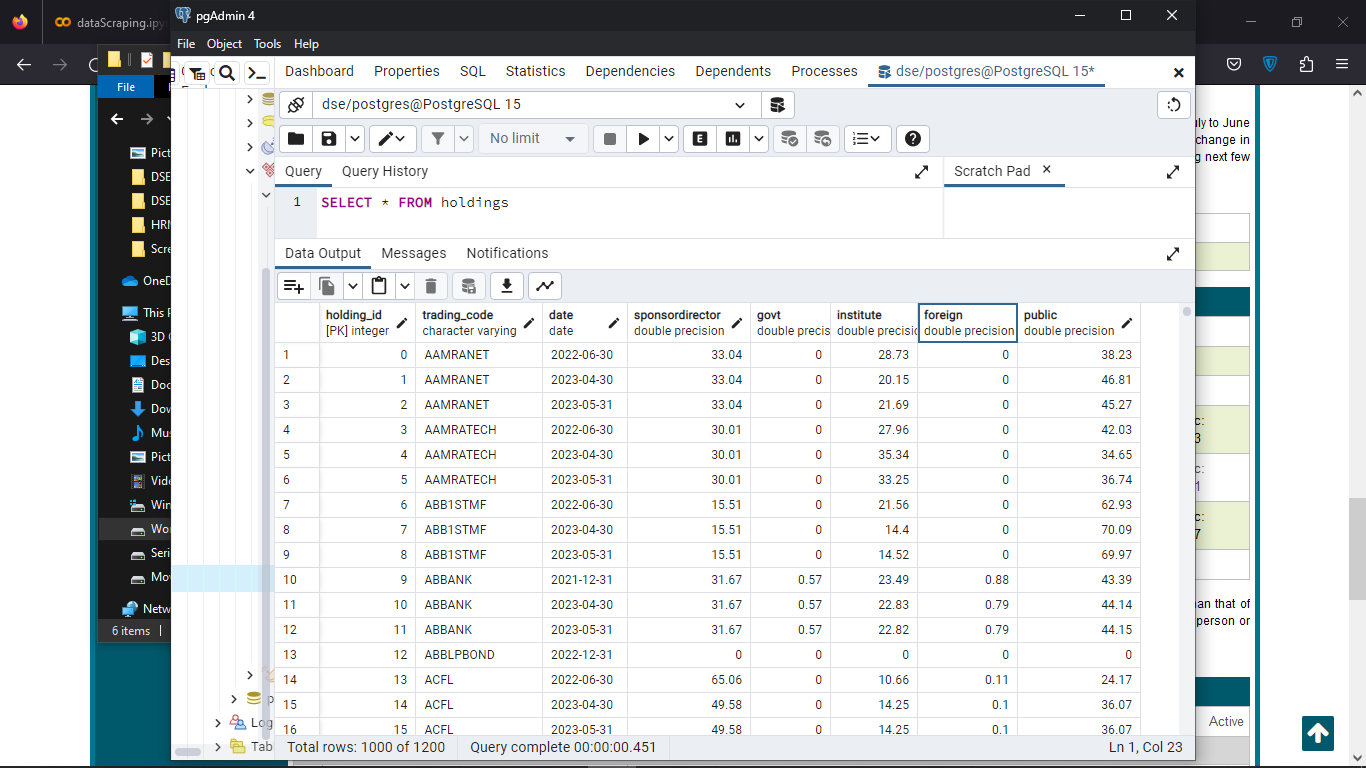 dataScraping.ipy
pgAdmin 4
File Object Tools Help
Dashboard Properties SQL Statistics Dependencies Dependents Processes dse/postgres@PostgreSQL 15*
File
dse/postgres@PostgreSQL 15
No limit
E
Query Query History
Scratch Pad
1 SELECT * FROM holdings
Data Output Messages Notifications
holding_id trading_code date sponsordirector govt institute foreign public
[PK] integer character varying date double precision double precis double precisi double precision double precision
1 0 AAMRANET 2022-06-30 33.04 0 28.73 0 38.23
2 1 AAMRANET 2023-04-30 33.04 0 20.15 0 46.81
3 2 AAMRANET 2023-05-31 33.04 0 21.69 0 45.27
4 3 AAMRATECH 2022-06-30 30.01 0 27.96 0 42.03
5 4 AAMRATECH 2023-04-30 30.01 0 35.34 0 34.65
6 5 AAMRATECH 2023-05-31 30.01 0 33.25 0 36.74
7 6 ABB1STMF 2022-06-30 15.51 0 21.56 0 62.93
8 7 ABB1STMF 2023-04-30 15.51 0 14.4 0 70.09
9 8 ABB1STMF 2023-05-31 15.51 0 14.52 0 69.97
10 9 ABBANK 2021-12-31 31.67 0.57 23.49 0.88 43.39
11 10 ABBANK 2023-04-30 31.67 0.57 22.83 0.79 44.14
12 11 ABBANK 2023-05-31 31.67 0.57 22.82 0.79 44.15
13 12 ABBLPBOND 2022-12-31 0 0 0 0 0
14 13 ACFL 2022-06-30 65.06 0 10.66 0.11 24.17
15 14 ACFL 2023-04-30 49.58 0 14.25 0.1 36.07
16 15 ACFL 2023-05-31 49.58 0 14.25 0.1 36.07
Total rows: 1000 of 1200 Query complete 00:00:00.451 Ln 1, Col 23
Pict
DSE
DSE
HRM
Scre
OneD
This P
3D
Des
Doc
Dov
Mus
Pict
Vide
Win
Wo
Seri
Mo
Netw
6 items
Log
Tab
ly to June
change in
g next few
c:
3
c:
1
c:
7
an that of
person or
Active